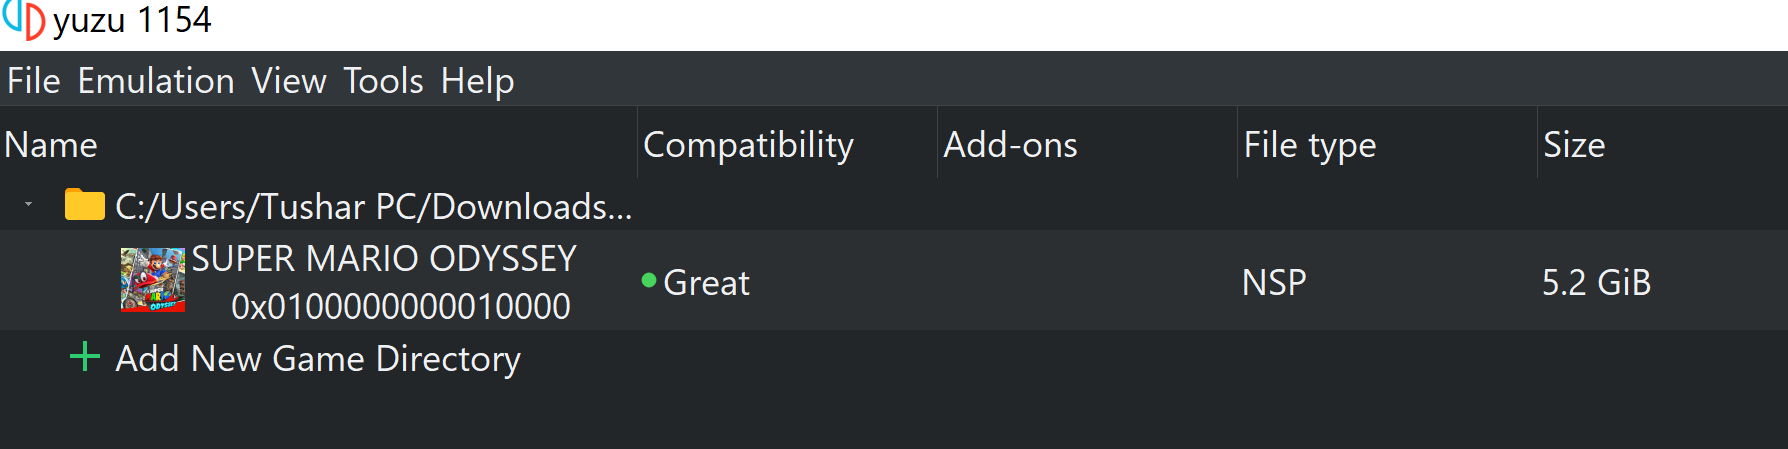 yuzu 1154
File Emulation View Tools Help
Name Compatibility Add-ons File type Size
C:/Users/Tushar PC/Downloads...
SUPER MARIO ODYSSEY
0x0100000000010000
Great NSP 5.2 GiB
Add New Game Directory